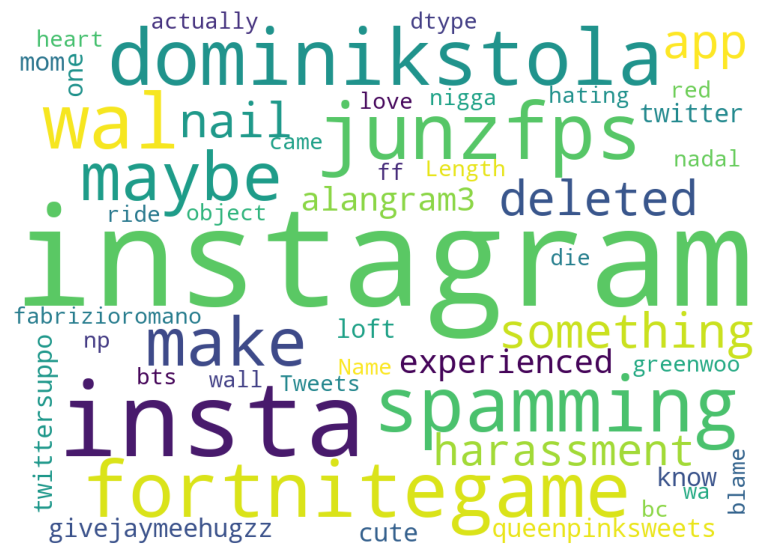 actually
dtype
heart
dominikstola
app
mom
one
wal
nail
love
nigga
hating
red
twitter
came
junzfps
nadal
maybe
ff
Length
alangram3
deleted
ride
object
instagram
die
fabrizioromano
make
loft
something
np
experienced
greenwoo
bts
wall
Name
Tweets
insta
spamming
twittersuppo
harassment
fortnitegame
know
wa
blame
bc
givejaymeehugzz
cute
queenpinksweets